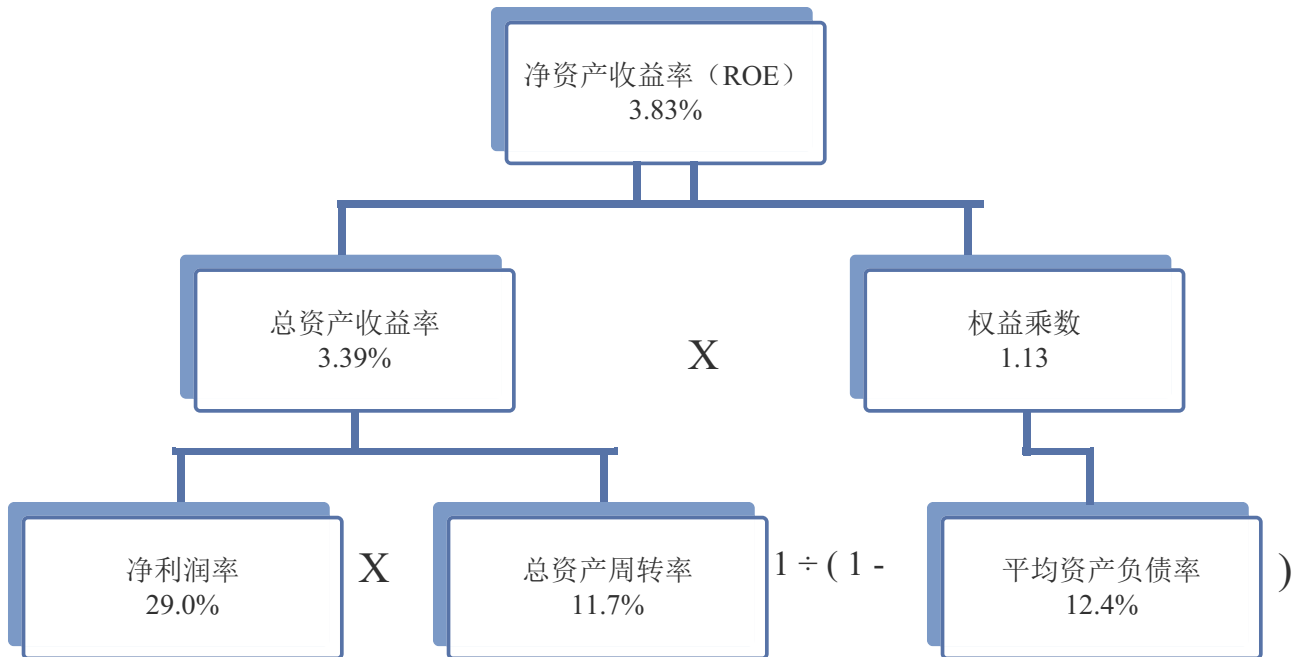 净资产收益率（ROE）
3.83%
总资产收益率
3.39%
X
权益乘数
1.13
净利润率
29.0%
X
总资产周转率
11.7%
1 ÷ ( 1 -
平均资产负债率
12.4%
)